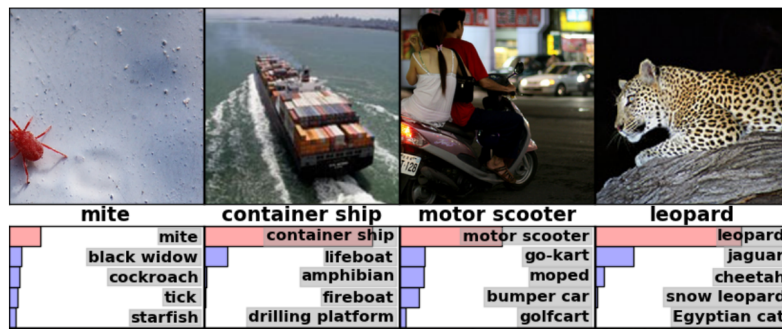 mite
container ship
motor scooter
leopard
mite
black widow
cockroach
tick
starfish
container ship
lifeboat
amphibian
fireboat
drilling platform
motor scooter
go-kart
moped
bumper car
golfcart
leopard
jaguar
cheetah
snow leopard
Egyptian cat